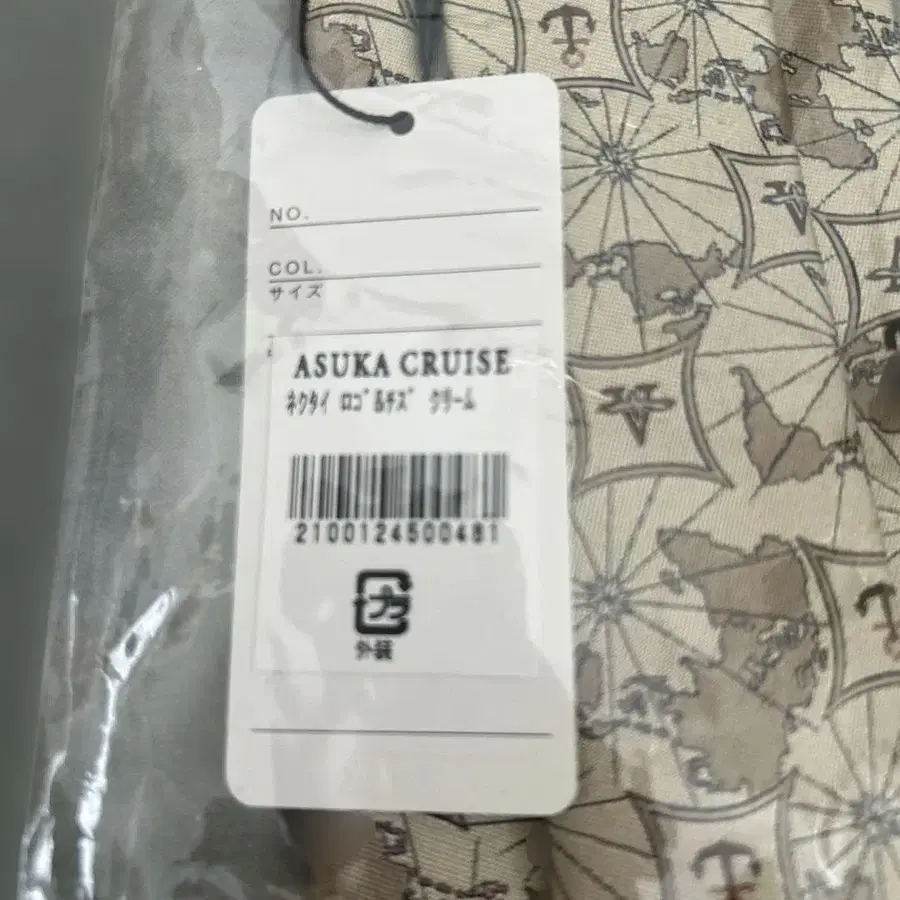 NO.
COL.
サイズ
ASUKA CRUISE
ﾈｸﾀｲ ﾛｺﾞ&ﾁｽﾞ ｸﾘｰﾑ
2100124500481
プラ
外装